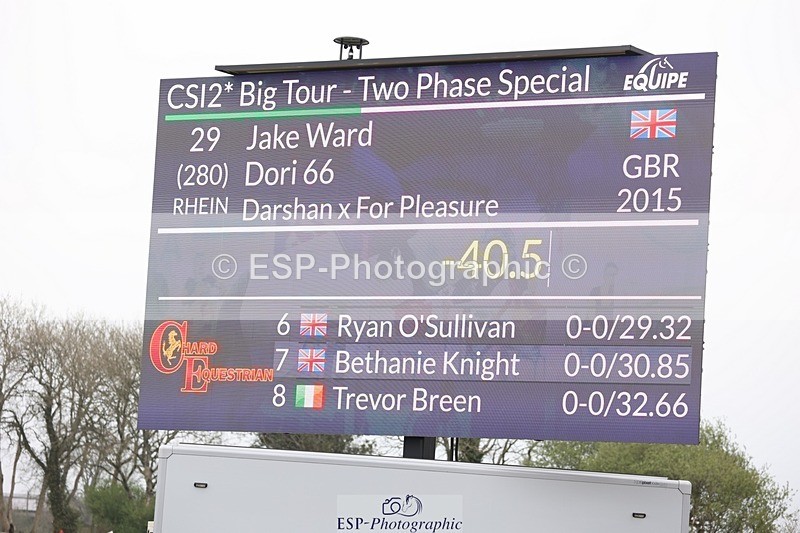 CSI2* Big Tour - Two Phase Special EQUIPE
29 Jake Ward
(280) Dori 66 GBR
RHEIN Darshan x For Pleasure 2015
-40.5
© ESP-Photographic ©
6 Ryan O'Sullivan 0-0/29.32
7 Bethanie Knight 0-0/30.85
8 Trevor Breen 0-0/32.66
CHARD
EQUESTRIAN
ESP-Photographic